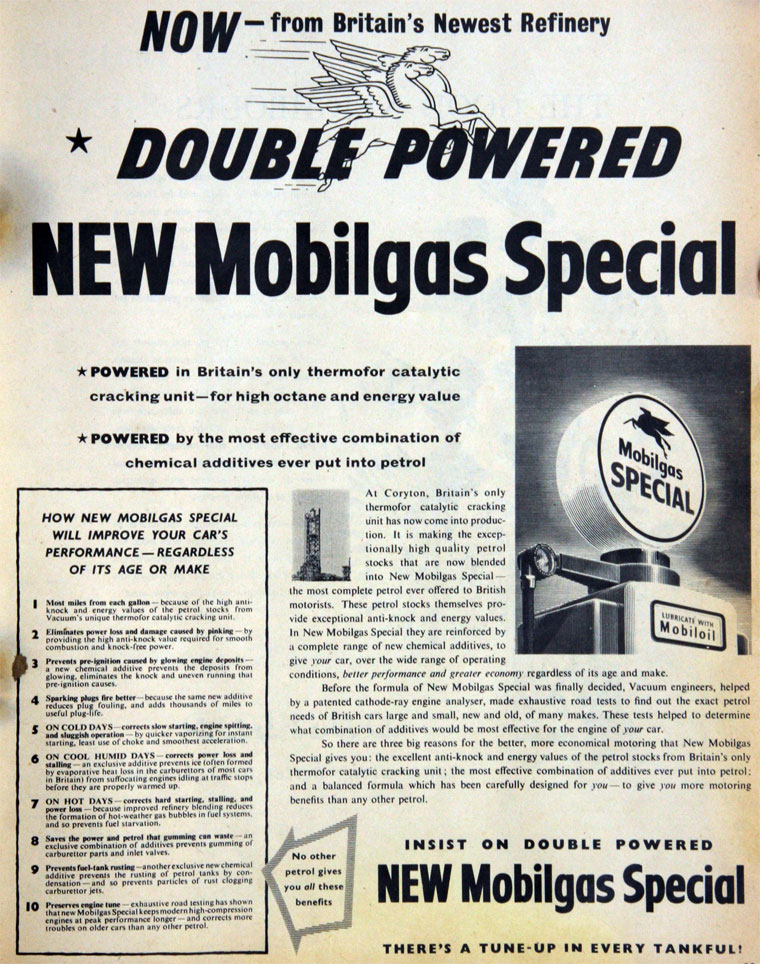 NOW — from Britain's Newest Refinery
★ DOUBLE POWERED
NEW Mobilgas Special
★ POWERED in Britain's only thermofor catalytic
cracking unit—for high octane and energy value
★ POWERED by the most effective combination of
chemical additives ever put into petrol
Mobilgas
SPECIAL
LUBRICATE WITH
Mobiloil
HOW NEW MOBILGAS SPECIAL
WILL IMPROVE YOUR CAR'S
PERFORMANCE — REGARDLESS
OF ITS AGE OR MAKE
1 Most miles from each gallon — because of the high anti-
knock and energy values of the petrol stocks from
Vacuum's unique thermofor catalytic cracking unit.
2 Eliminates power loss and damage caused by pinking — by
providing the high anti-knock value required for smooth
combustion and knock-free power.
3 Prevents pre-ignition caused by glowing engine deposits —
a new chemical additive prevents the deposits from
glowing, eliminates the knock and uneven running that
pre-ignition causes.
4 Sparking plugs fire better — because the same new additive
reduces plug fouling, and adds thousands of miles to
useful plug-life.
5 ON COLD DAYS — corrects slow starting, engine spitting,
and sluggish operation — by quicker vaporizing for instant
starting, least use of choke and smoothest acceleration.
6 ON COOL HUMID DAYS — corrects power loss and
stalling — an exclusive additive prevents ice (often formed
by evaporative heat loss in the carburettors of most cars
in Britain) from suffocating engines idling at traffic stops
before they are properly warmed up.
7 ON HOT DAYS — corrects hard starting, stalling, and
power loss — because improved refinery blending reduces
the formation of hot-weather gas bubbles in fuel systems,
and so prevents fuel starvation.
8 Saves the power and petrol that gumming can waste — an
exclusive combination of additives prevents gumming of
carburettor parts and inlet valves.
9 Prevents fuel-tank rusting — another exclusive new chemical
additive prevents the rusting of petrol tanks by con-
densation — and so prevents particles of rust clogging
carburettor jets.
10 Preserves engine tune — exhaustive road testing has shown
that new Mobilgas Special keeps modern high-compression
engines at peak performance longer — and corrects more
troubles on older cars than any other petrol.
At Coryton, Britain's only
thermofor catalytic cracking
unit has now come into produc-
tion. It is making the excep-
tionally high quality petrol
stocks that are now blended
into New Mobilgas Special —
the most complete petrol ever offered to British
motorists. These petrol stocks themselves pro-
vide exceptional anti-knock and energy values.
In New Mobilgas Special they are reinforced by
a complete range of new chemical additives, to
give your car, over the wide range of operating
conditions, better performance and greater economy regardless of its age and make.
Before the formula of New Mobilgas Special was finally decided, Vacuum engineers, helped
by a patented cathode-ray engine analyser, made exhaustive road tests to find out the exact petrol
needs of British cars large and small, new and old, of many makes. These tests helped to determine
what combination of additives would be most effective for the engine of your car.
So there are three big reasons for the better, more economical motoring that New Mobilgas
Special gives you: the excellent anti-knock and energy values of the petrol stocks from Britain's only
thermofor catalytic cracking unit; the most effective combination of additives ever put into petrol;
and a balanced formula which has been carefully designed for you — to give you more motoring
benefits than any other petrol.
No other
petrol gives
you all these
benefits
INSIST ON DOUBLE POWERED
NEW Mobilgas Special
THERE'S A TUNE-UP IN EVERY TANKFUL!